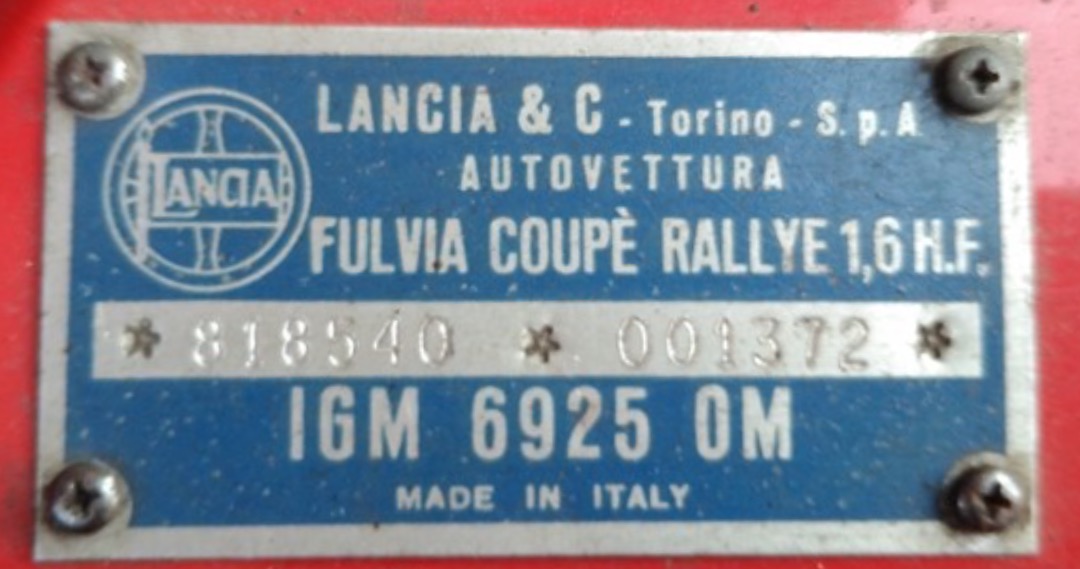 LANCIA & C - Torino - S.p.A.
LANCIA
AUTOVETTURA
FULVIA COUPÈ RALLYE 1,6 H.F.
* 818540 * 001372 *
IGM 6925 OM
MADE IN ITALY